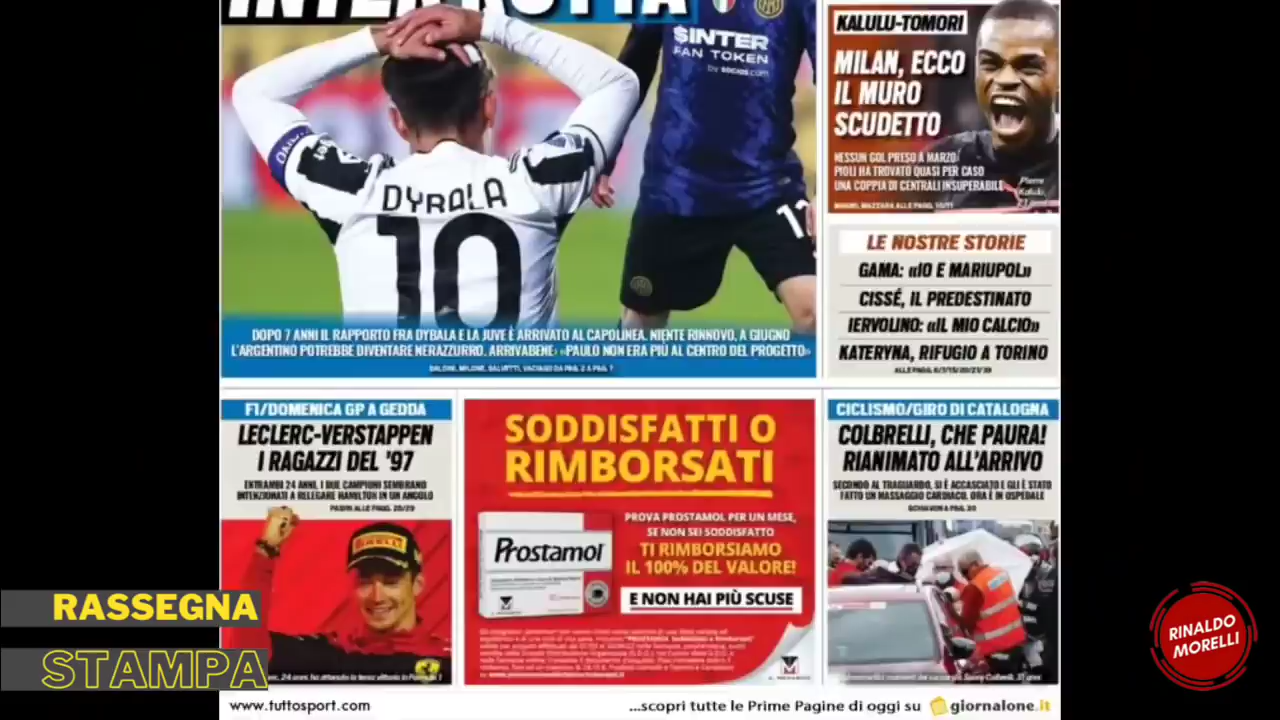 $INTER
FAN TOKEN
by socios.com
DYBALA
10
DOPO 7 ANNI IL RAPPORTO FRA DYBALA E LA JUVE È ARRIVATO AL CAPOLINEA. NIENTE RINNOVO, A GIUGNO
L'ARGENTINO POTREBBE DIVENTARE NERAZZURRO. ARRIVABENE: «PAULO NON ERA PIÙ AL CENTRO DEL PROGETTO»
KALULU-TOMORI
MILAN, ECCO
IL MURO
SCUDETTO
NESSUN GOL PRESO A MARZO
PIOLI HA TROVATO QUASI PER CASO
UNA COPPIA DI CENTRALI INSUPERABILE
Pierre
Kalulu,
LE NOSTRE STORIE
GAMA: «IO E MARIUPOL»
CISSÉ, IL PREDESTINATO
IERVOLINO: «IL MIO CALCIO»
KATERYNA, RIFUGIO A TORINO
F1/DOMENICA GP A GEDDA
LECLERC-VERSTAPPEN
I RAGAZZI DEL '97
ENTRAMBI 24 ANNI, I DUE CAMPIONI SEMBRANO
INTENZIONATI A RELEGARE HAMILTON IN UN ANGOLO
PIRELLI
SODDISFATTI O
RIMBORSATI
PROVA PROSTAMOL PER UN MESE,
SE NON SEI SODDISFATTO
TI RIMBORSIAMO
IL 100% DEL VALORE!
E NON HAI PIÙ SCUSE
Prostamol
CICLISMO/GIRO DI CATALOGNA
COLBRELLI, CHE PAURA!
RIANIMATO ALL'ARRIVO
SECONDO AL TRAGUARDO, SI È ACCASCIATO E GLI È STATO
FATTO UN MASSAGGIO CARDIACO. ORA È IN OSPEDALE
RASSEGNA
STAMPA
RINALDO
MORELLI
www.tuttosport.com
...scopri tutte le Prime Pagine di oggi su
giornalone.it